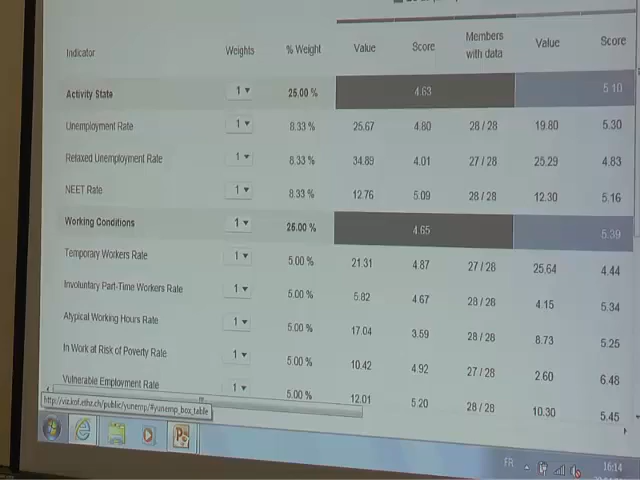 Indicator Weights % Weight Value Score Members with data Value Score
Activity State 1 25.00 % 4.63 5.10
Unemployment Rate 1 8.33 % 25.67 4.80 28 / 28 19.80 5.30
Relaxed Unemployment Rate 1 8.33 % 34.89 4.01 27 / 28 25.29 4.83
NEET Rate 1 8.33 % 12.76 5.09 28 / 28 12.30 5.16
Working Conditions 1 25.00 % 4.65 5.39
Temporary Workers Rate 1 5.00 % 21.31 4.87 27 / 28 25.64 4.44
Involuntary Part-Time Workers Rate 1 5.00 % 5.82 4.67 28 / 28 4.15 5.34
Atypical Working Hours Rate 1 5.00 % 17.04 3.59 28 / 28 8.73 5.25
In Work at Risk of Poverty Rate 1 5.00 % 10.42 4.92 27 / 28 2.60 6.48
Vulnerable Employment Rate 1 5.00 % 12.01 5.20 28 / 28 10.30 5.45
http://viz.kof.ethz.ch/public/yunemp/#yunemp_box_table
FR 16:14